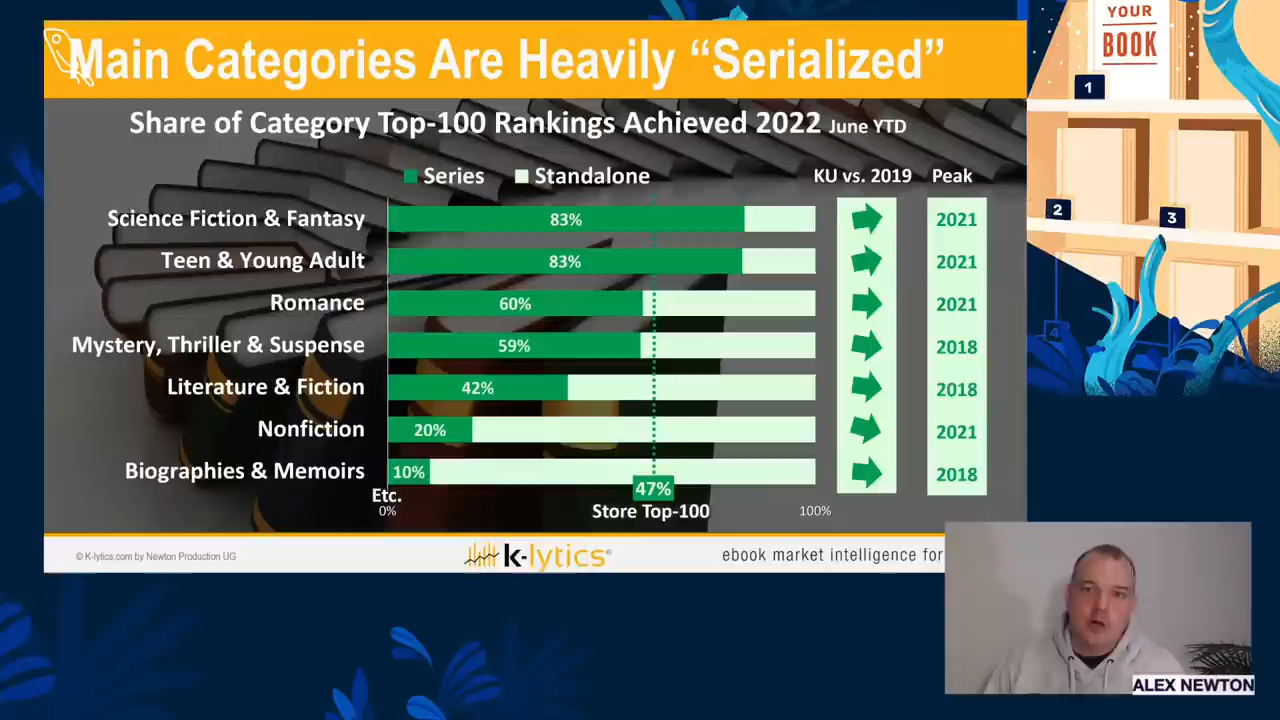 Main Categories Are Heavily “Serialized”
Share of Category Top-100 Rankings Achieved 2022 June YTD
Series Standalone KU vs. 2019 Peak
Science Fiction & Fantasy 83% 2021
Teen & Young Adult 83% 2021
Romance 60% 2021
Mystery, Thriller & Suspense 59% 2018
Literature & Fiction 42% 2018
Nonfiction 20% 2021
Biographies & Memoirs 10% 2018
Etc. 47%
0% Store Top-100 100%
© K-lytics.com by Newton Production UG
k-lytics®
ebook market intelligence for
YOUR
BOOK
1
2
3
4
ALEX NEWTON